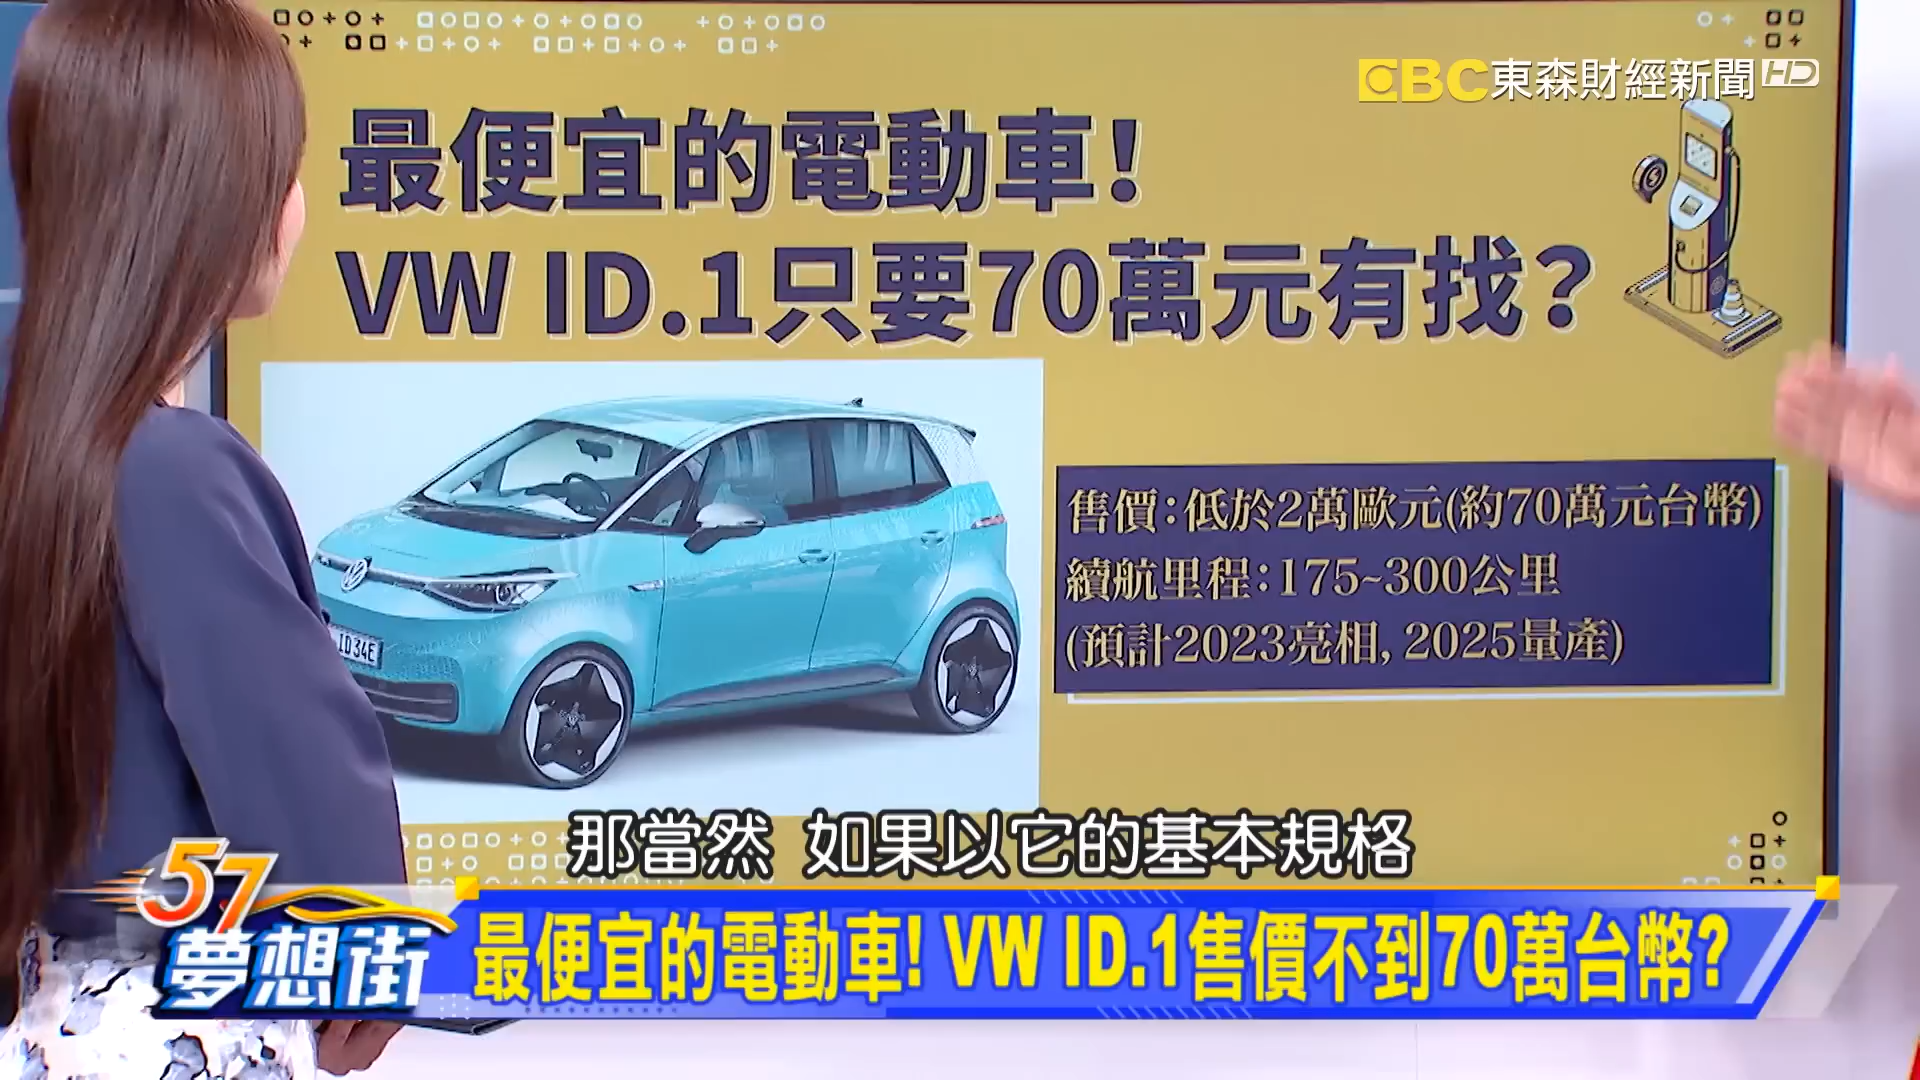 EBC東森財經新聞HD
最便宜的電動車!
VW ID.1只要70萬元有找?
售價:低於2萬歐元(約70萬元台幣)
續航里程:175~300公里
(預計2023亮相, 2025量產)
ID34E
那當然 如果以它的基本規格
57夢想街
最便宜的電動車! VW ID.1售價不到70萬台幣?